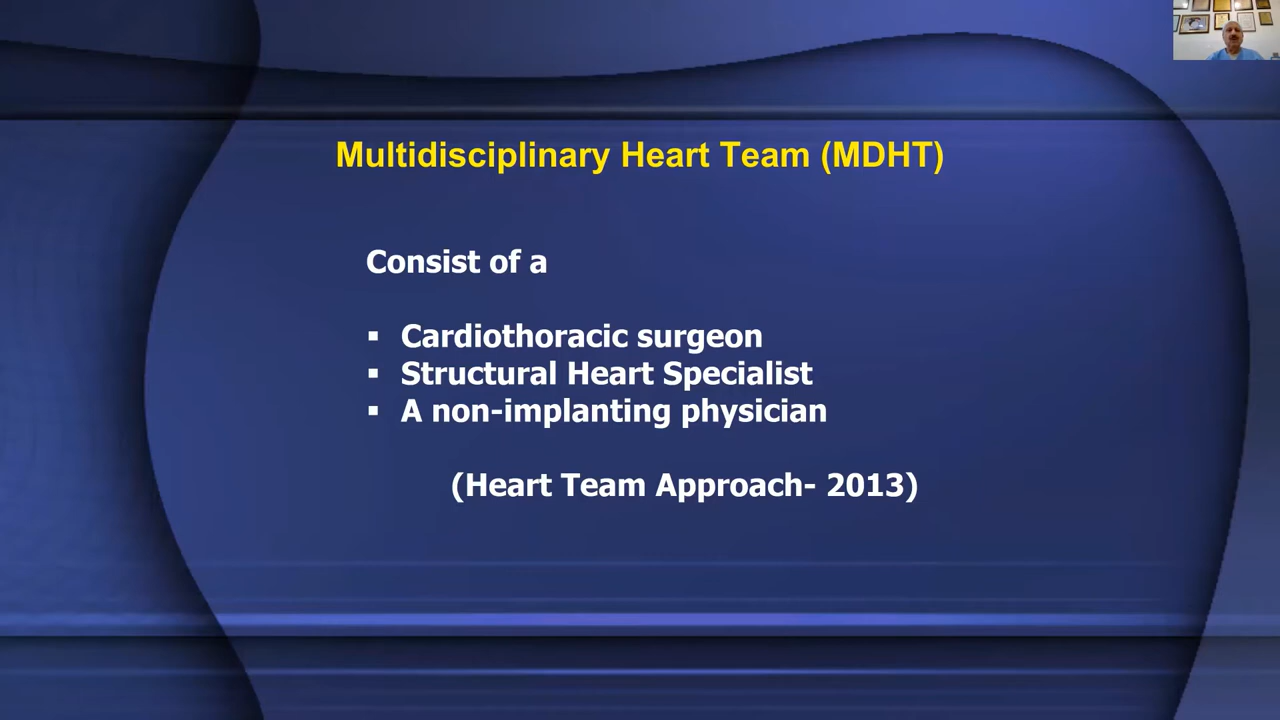 Multidisciplinary Heart Team (MDHT)
Consist of a
▪ Cardiothoracic surgeon
▪ Structural Heart Specialist
▪ A non-implanting physician
(Heart Team Approach- 2013)